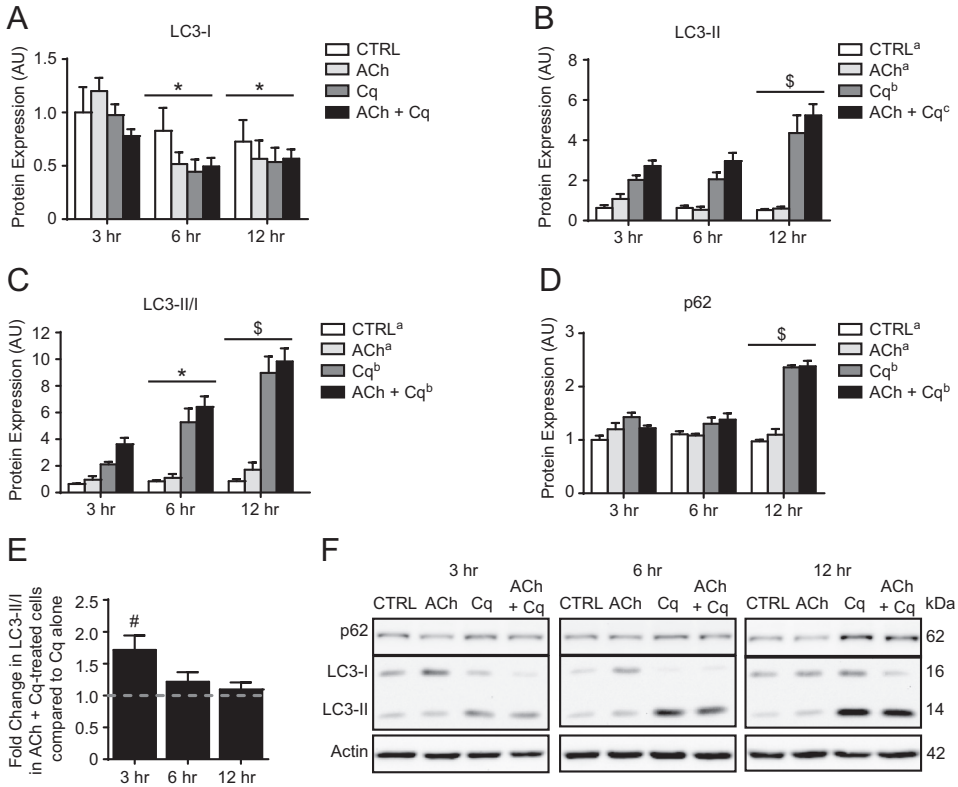 A
LC3-I
Protein Expression (AU)
1.5
1.0
0.5
0
*
*
3 hr
6 hr
12 hr
CTRL
ACh
Cq
ACh + Cq
B
LC3-II
Protein Expression (AU)
8
6
4
2
0
$
3 hr
6 hr
12 hr
CTRLᵃ
AChᵃ
Cqᵇ
ACh + Cqᶜ
C
LC3-II/I
Protein Expression (AU)
12
10
8
6
4
2
0
*
$
3 hr
6 hr
12 hr
CTRLᵃ
AChᵃ
Cqᵇ
ACh + Cqᵇ
D
p62
Protein Expression (AU)
3
2
1
0
$
3 hr
6 hr
12 hr
CTRLᵃ
AChᵃ
Cqᵇ
ACh + Cqᵇ
E
Fold Change in LC3-II/I
in ACh + Cq-treated cells
compared to Cq alone
2.5
2.0
1.5
1.0
0.5
0
#
3 hr
6 hr
12 hr
F
3 hr
6 hr
12 hr
CTRL ACh Cq ACh + Cq
CTRL ACh Cq ACh + Cq
CTRL ACh Cq ACh + Cq
kDa
p62
62
LC3-I
16
LC3-II
14
Actin
42